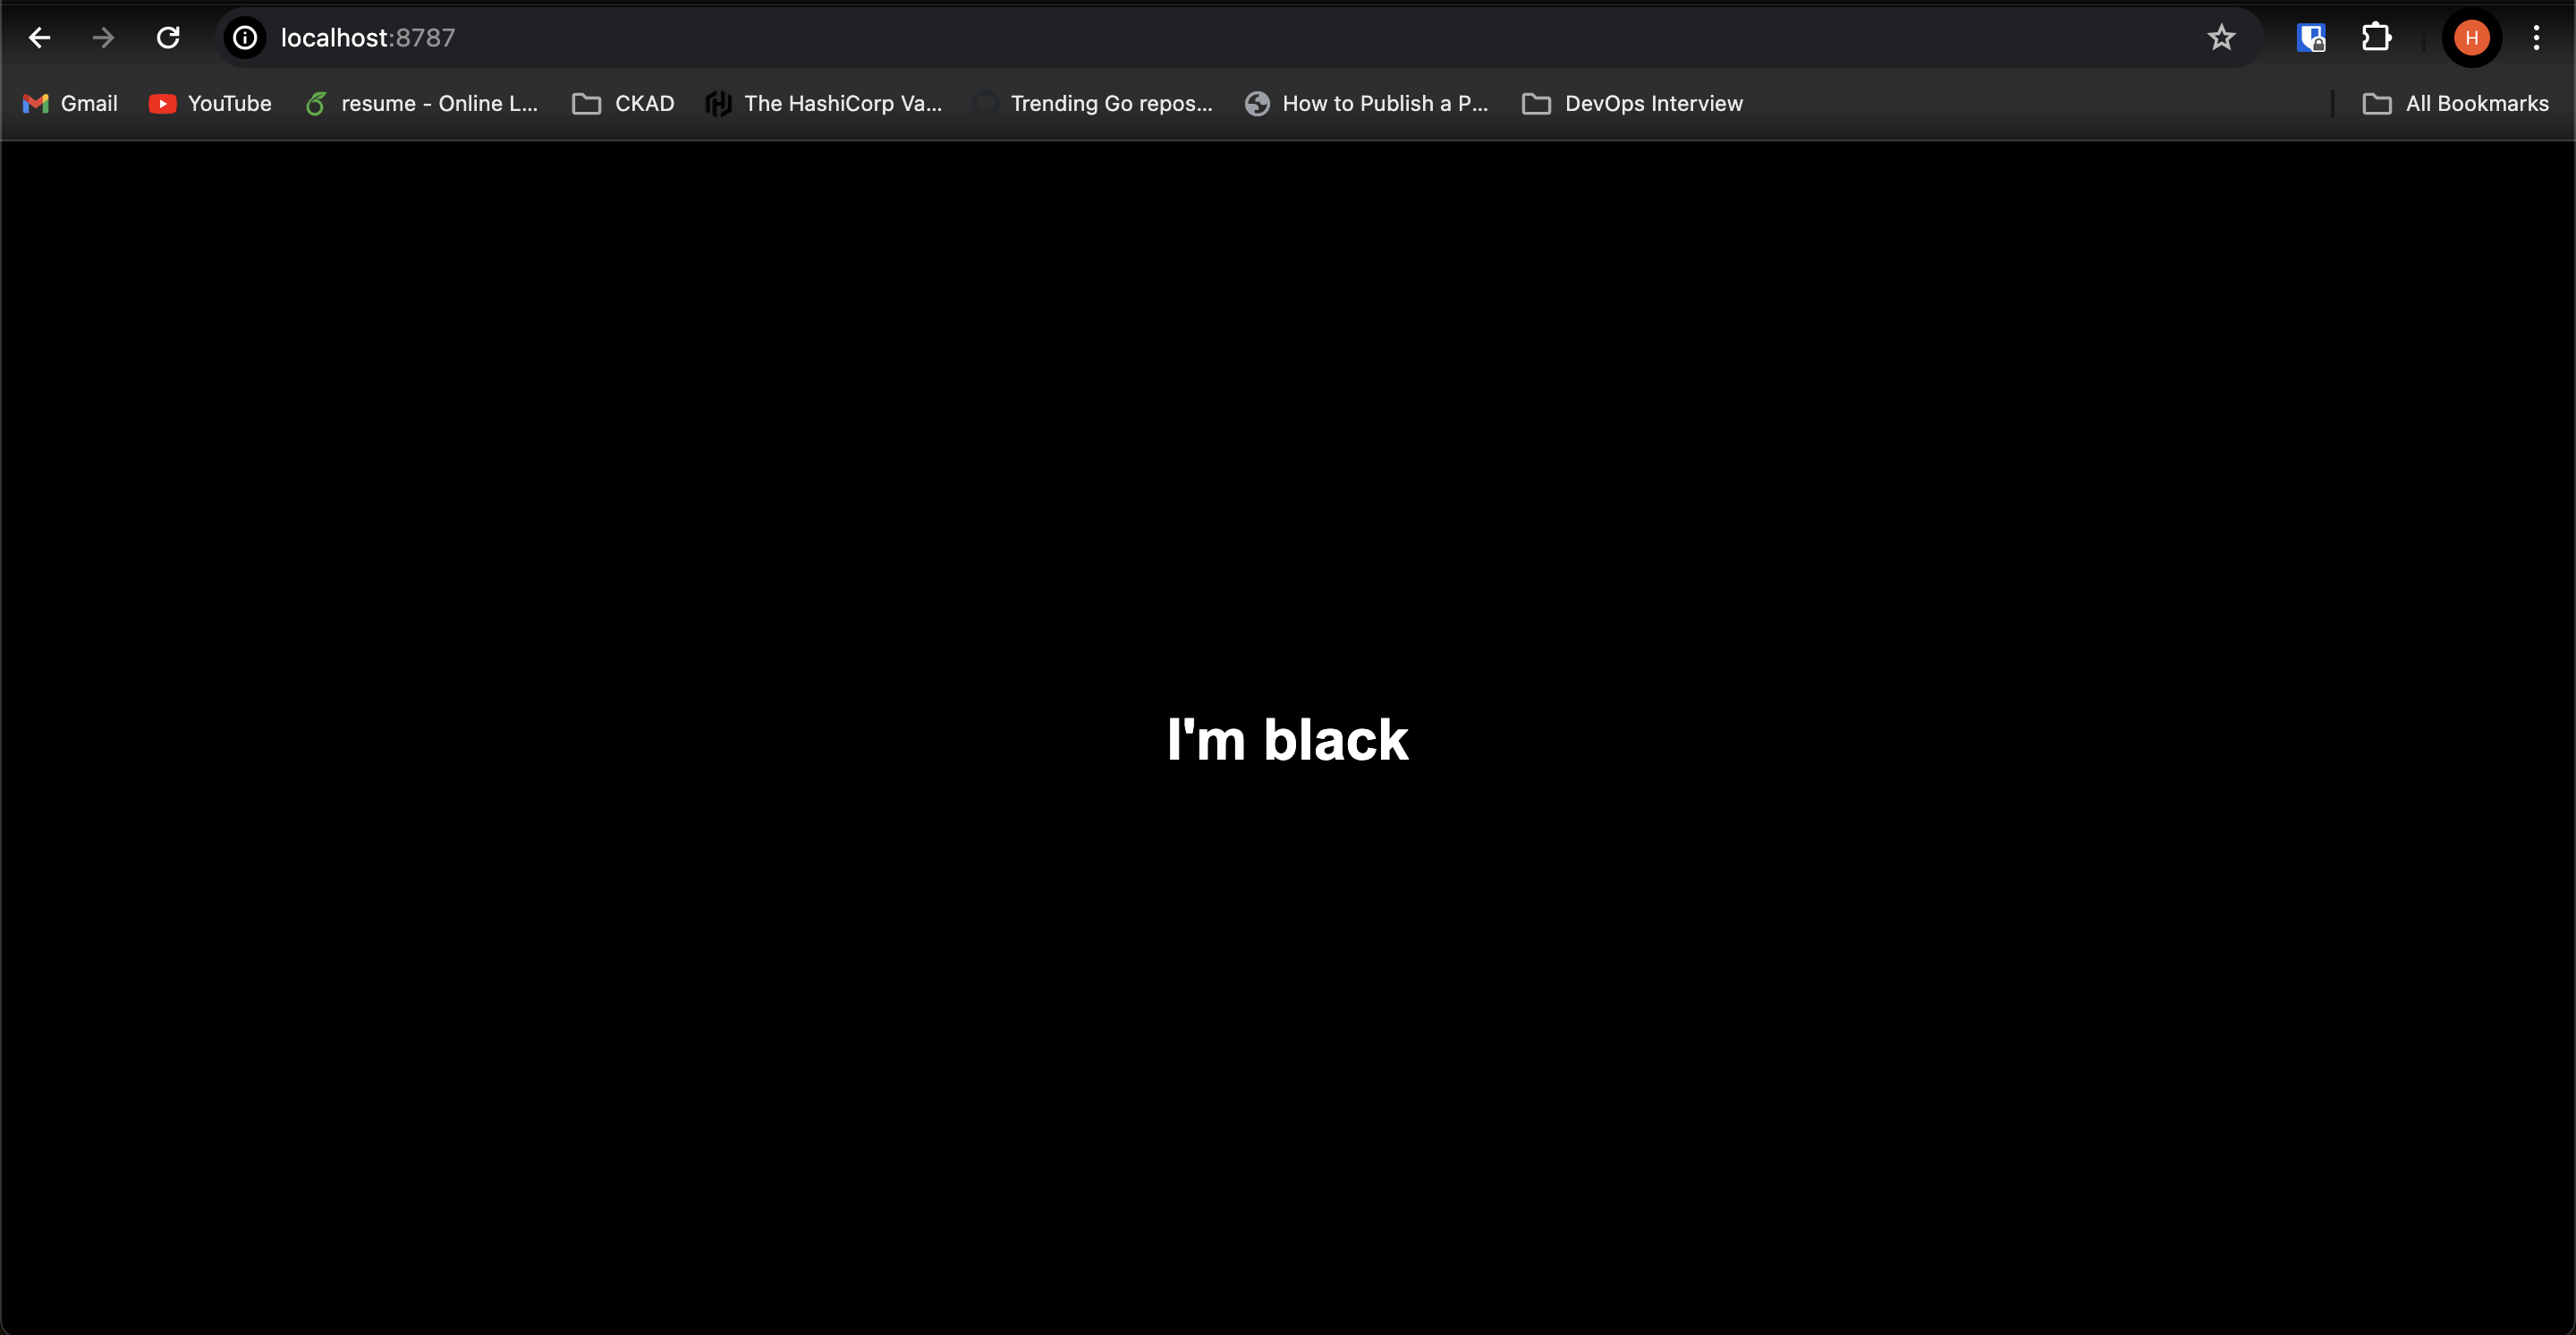 localhost:8787
H
Gmail YouTube resume - Online L... CKAD The HashiCorp Va... Trending Go repos... How to Publish a P... DevOps Interview All Bookmarks
I'm black